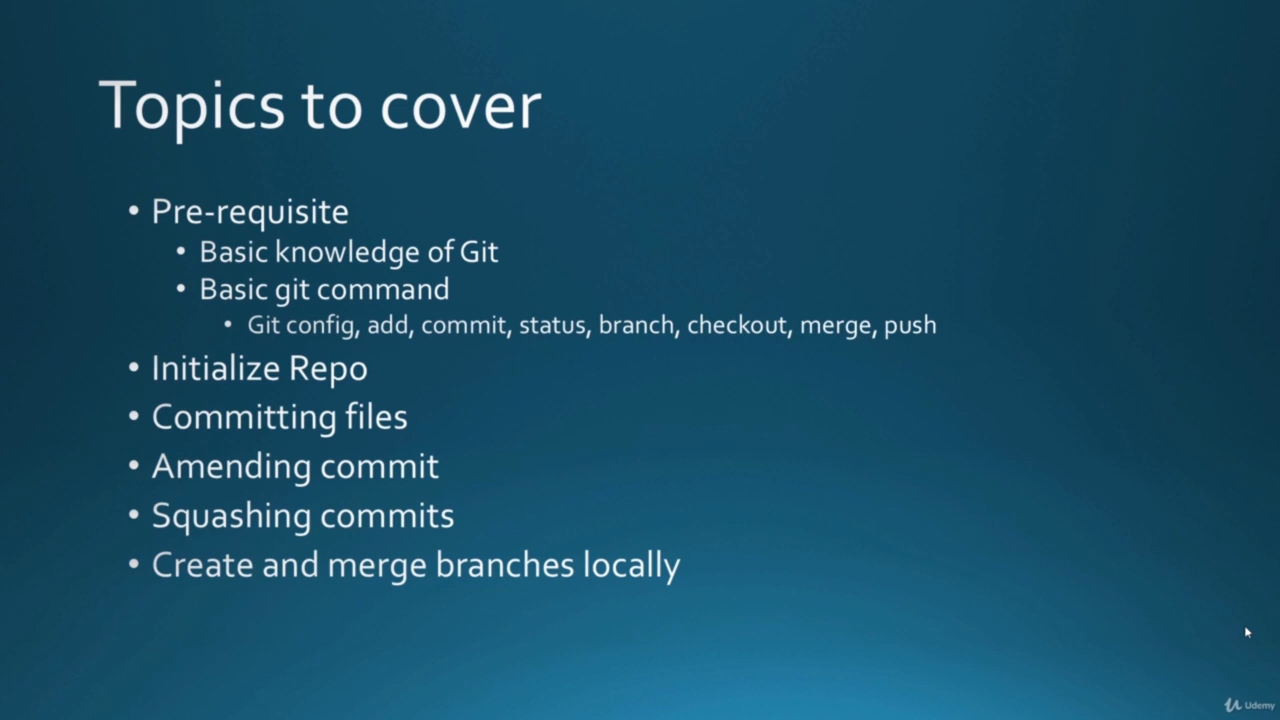 Topics to cover
• Pre-requisite
• Basic knowledge of Git
• Basic git command
• Git config, add, commit, status, branch, checkout, merge, push
• Initialize Repo
• Committing files
• Amending commit
• Squashing commits
• Create and merge branches locally
Udemy